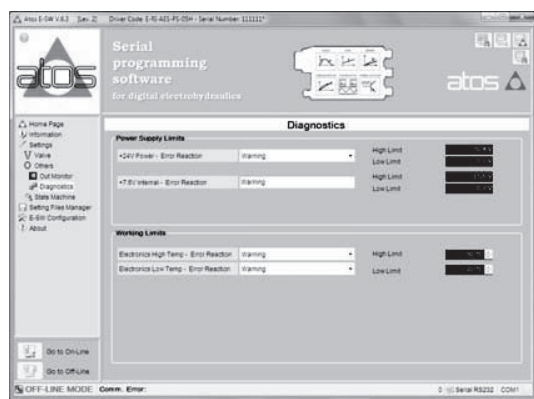 Atos E-SW V.6.3 [Lev. 2] Driver Code: E-RI-AES-PS-05H - Serial Number: 111111*
Serial
programming
software
for digital electrohydraulics
atos
atos
Home Page
Information
Settings
Valve
Others
Out Monitor
Diagnostics
State Machine
Setting Files Manager
E-SW Configuration
About
Diagnostics
Power Supply Limits
+24V Power - Error Reaction Warning High Limit
Low Limit
+7.5V Internal - Error Reaction Warning High Limit
Low Limit
Working Limits
Electronics High Temp - Error Reaction Warning High Limit
Electronics Low Temp - Error Reaction Warning Low Limit
Go to On-Line
Go to Off-Line
OFF-LINE MODE Comm. Error: 0 Serial RS232 COM1